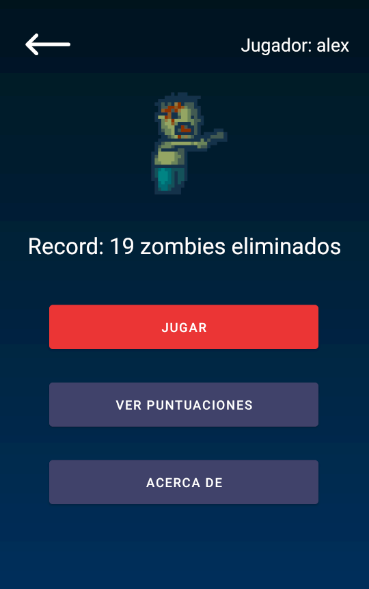 Jugador: alex
Record: 19 zombies eliminados
JUGAR
VER PUNTUACIONES
ACERCA DE